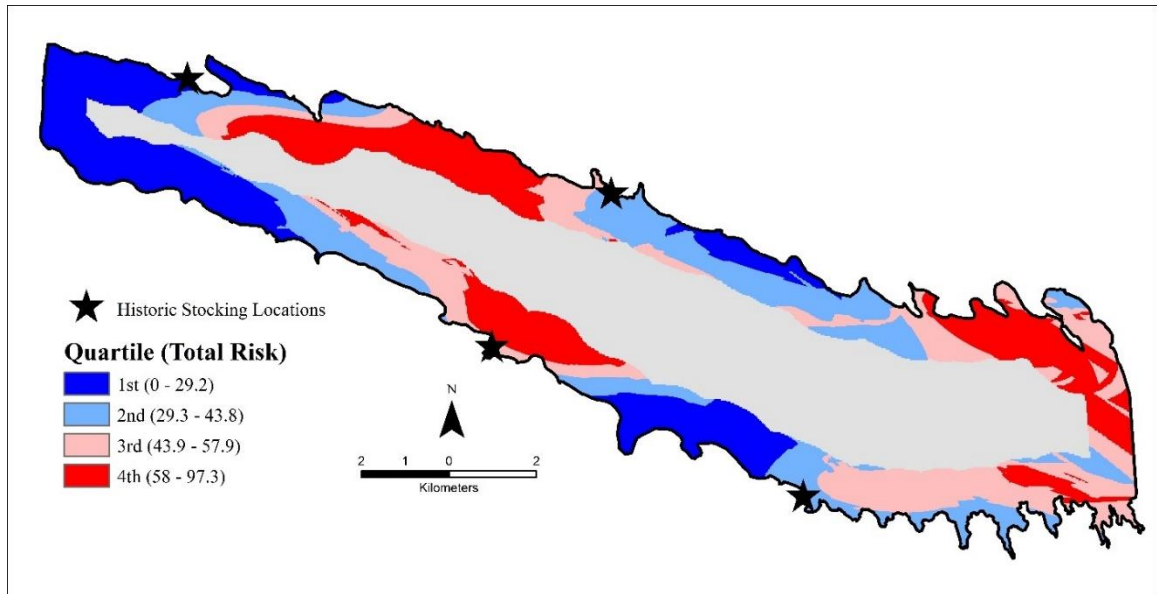 Historic Stocking Locations
Quartile (Total Risk)
1st (0 - 29.2)
2nd (29.3 - 43.8)
3rd (43.9 - 57.9)
4th (58 - 97.3)
N
2 1 0 2
Kilometers